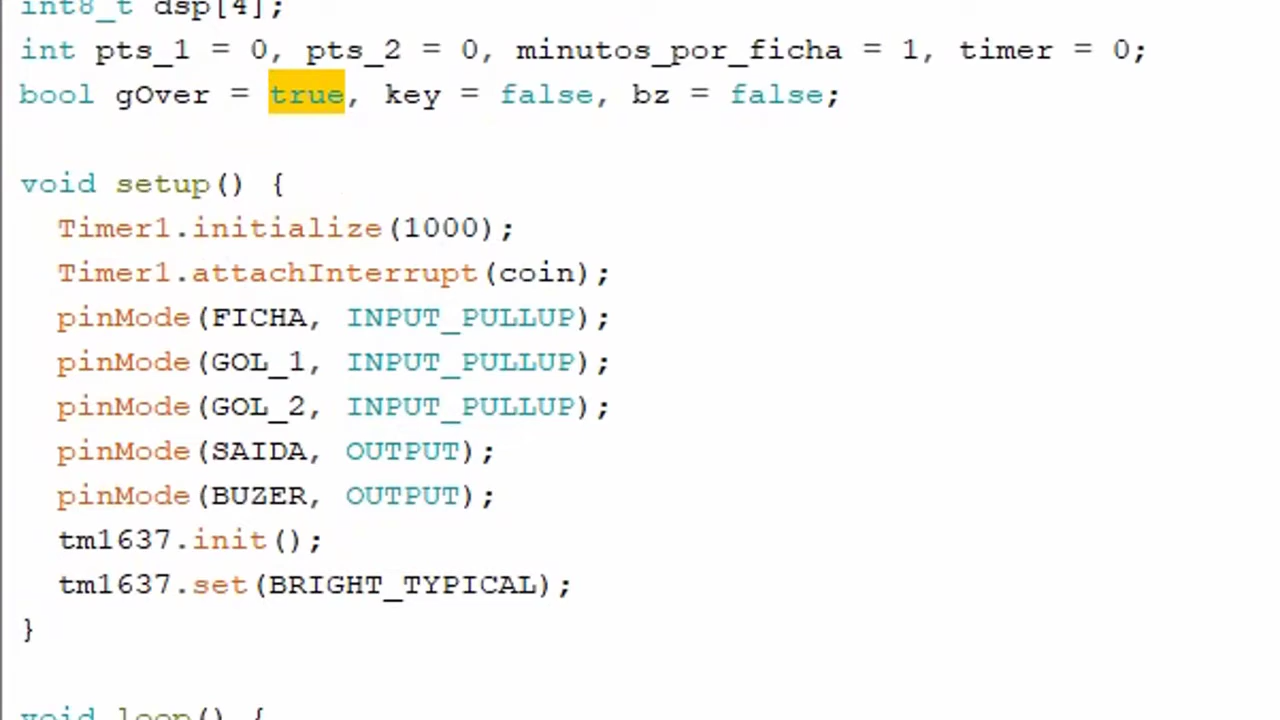 int8_t dsp[4];
int pts_1 = 0, pts_2 = 0, minutos_por_ficha = 1, timer = 0;
bool gOver = true, key = false, bz = false;
void setup() {
Timer1.initialize(1000);
Timer1.attachInterrupt(coin);
pinMode(FICHA, INPUT_PULLUP);
pinMode(GOL_1, INPUT_PULLUP);
pinMode(GOL_2, INPUT_PULLUP);
pinMode(SAIDA, OUTPUT);
pinMode(BUZER, OUTPUT);
tm1637.init();
tm1637.set(BRIGHT_TYPICAL);
}
void loop() {